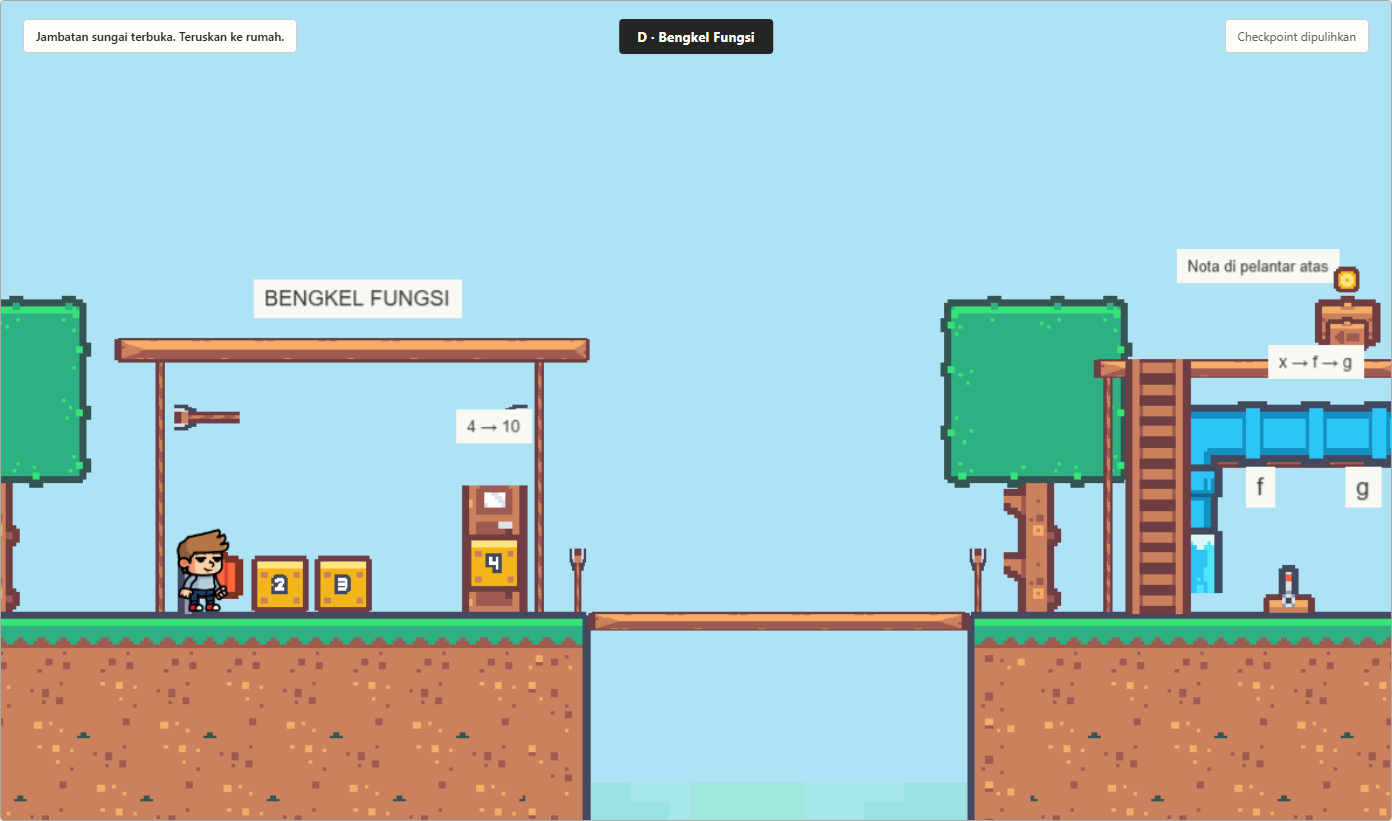 Jambatan sungai terbuka. Teruskan ke rumah.
D · Bengkel Fungsi
Checkpoint dipulihkan
Nota di pelantar atas
BENGKEL FUNGSI
x → f → g
4 → 10
f
g
4
2
3